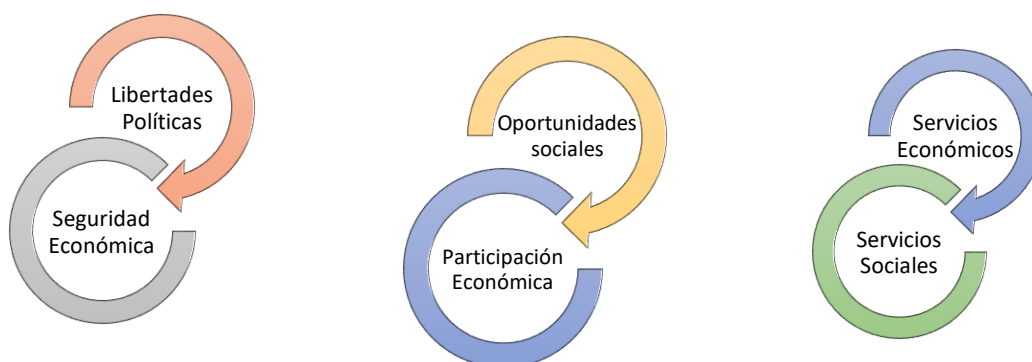 Libertades
Políticas
Seguridad
Económica
Oportunidades
sociales
Participación
Económica
Servicios
Económicos
Servicios
Sociales